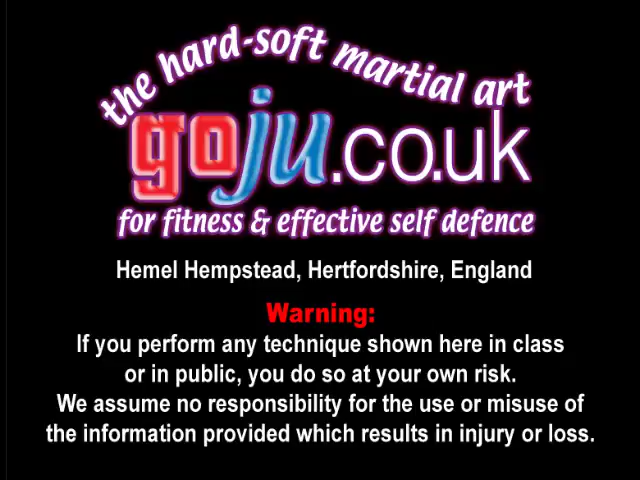 the hard-soft martial art
goju.co.uk
for fitness & effective self defence
Hemel Hempstead, Hertfordshire, England
Warning:
If you perform any technique shown here in class
or in public, you do so at your own risk.
We assume no responsibility for the use or misuse of
the information provided which results in injury or loss.